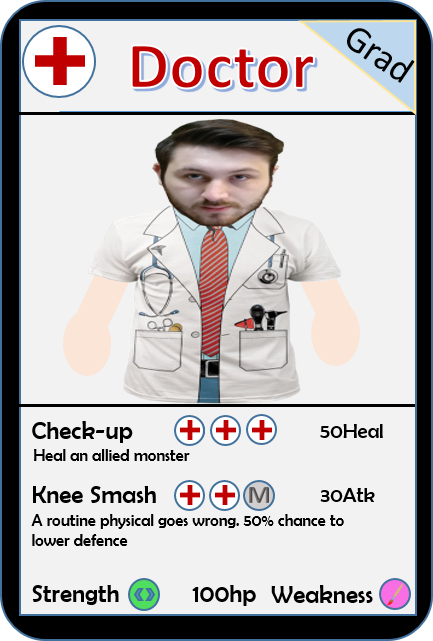 Doctor
Grad
Check-up 50Heal
Heal an allied monster
Knee Smash M 30Atk
A routine physical goes wrong. 50% chance to
lower defence
Strength 100hp Weakness